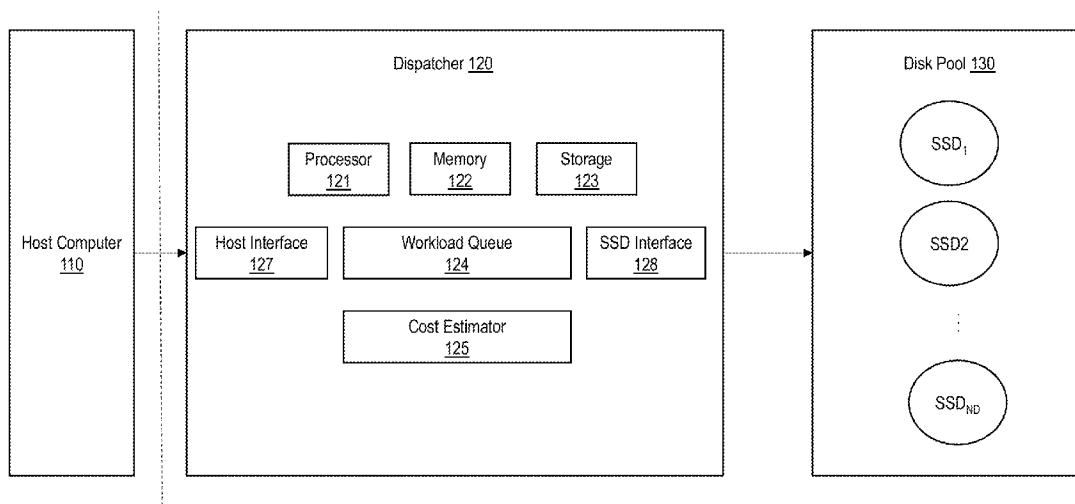 Host Computer
110
Dispatcher 120
Processor
121
Memory
122
Storage
123
Host Interface
127
Workload Queue
124
SSD Interface
128
Cost Estimator
125
Disk Pool 130
SSD1
SSD2
SSDND